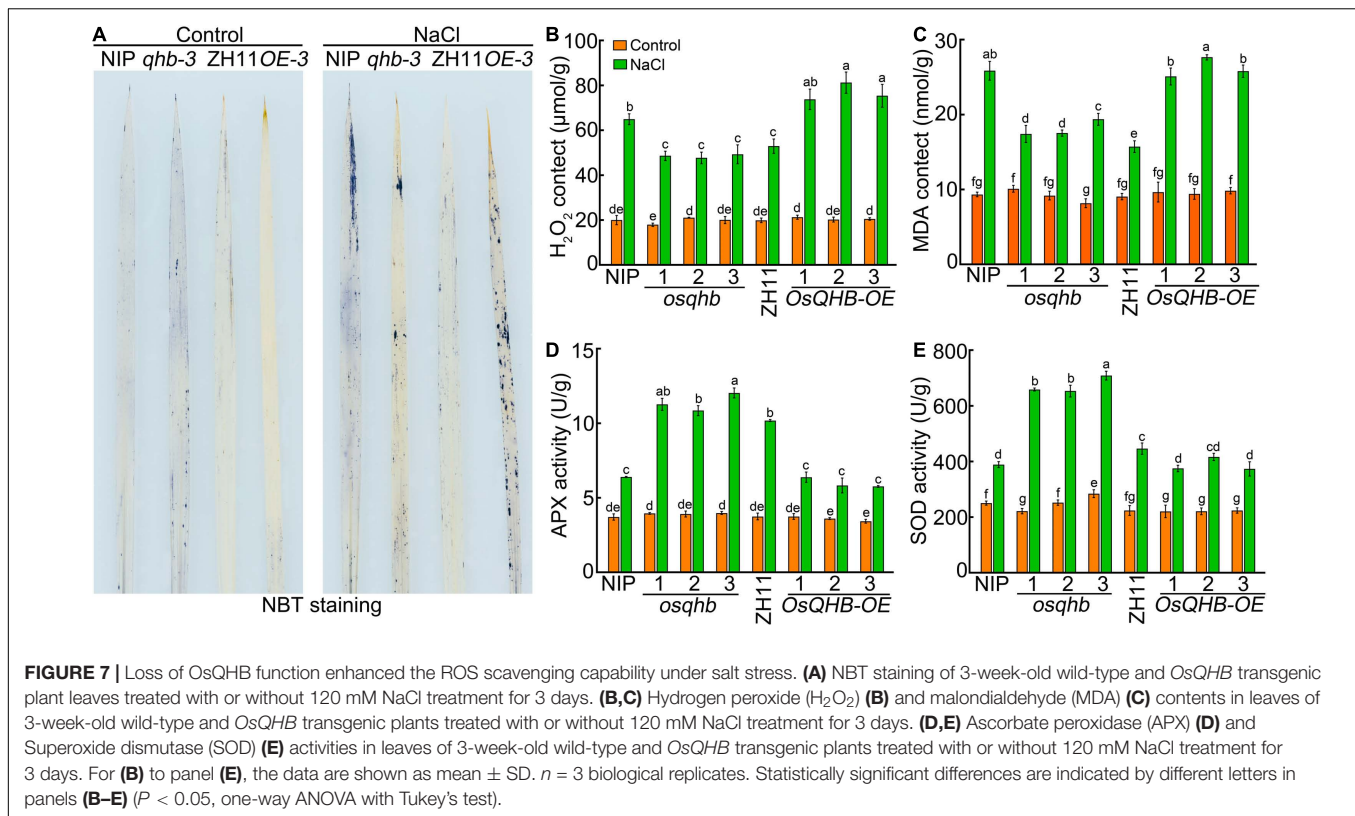 A
Control
NaCl
NIP qhb-3 ZH11 OE-3
NIP qhb-3 ZH11 OE-3
NBT staining
B
Control
NaCl
H2O2 contect (μmol/g)
100
80
60
40
20
0
b
c
c
c
c
ab
a
a
de
e
d
de
de
d
de
d
NIP
1 2 3
osqhb
ZH11
1 2 3
OsQHB-OE
C
MDA contect (nmol/g)
30
20
10
0
ab
d
d
c
e
b
a
b
fg
f
fg
g
fg
fg
fg
f
NIP
1 2 3
osqhb
ZH11
1 2 3
OsQHB-OE
D
APX activity (U/g)
15
10
5
0
ab
b
a
b
c
c
c
c
de
d
de
d
de
de
e
e
NIP
1 2 3
osqhb
ZH11
1 2 3
OsQHB-OE
E
SOD activity (U/g)
800
600
400
200
0
d
b
b
a
c
d
cd
d
f
g
f
e
fg
g
g
g
NIP
1 2 3
osqhb
ZH11
1 2 3
OsQHB-OE
FIGURE 7 | Loss of OsQHB function enhanced the ROS scavenging capability under salt stress. (A) NBT staining of 3-week-old wild-type and OsQHB transgenic
plant leaves treated with or without 120 mM NaCl treatment for 3 days. (B,C) Hydrogen peroxide (H2O2) (B) and malondialdehyde (MDA) (C) contents in leaves of
3-week-old wild-type and OsQHB transgenic plants treated with or without 120 mM NaCl treatment for 3 days. (D,E) Ascorbate peroxidase (APX) (D) and
Superoxide dismutase (SOD) (E) activities in leaves of 3-week-old wild-type and OsQHB transgenic plants treated with or without 120 mM NaCl treatment for
3 days. For (B) to panel (E), the data are shown as mean ± SD. n = 3 biological replicates. Statistically significant differences are indicated by different letters in
panels (B–E) (P < 0.05, one-way ANOVA with Tukey's test).